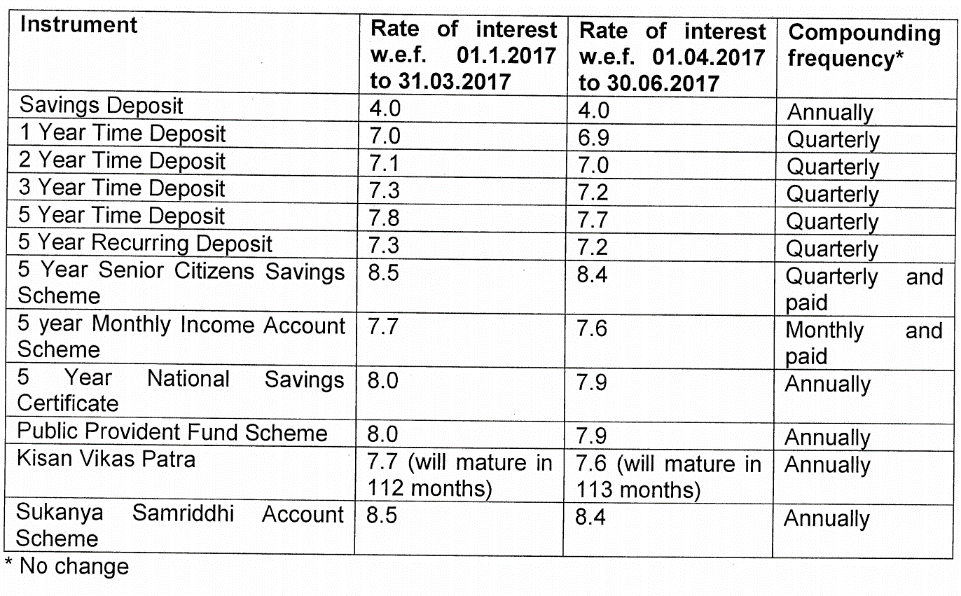 Instrument Rate of interest Rate of interest Compounding
w.e.f. 01.1.2017 w.e.f. 01.04.2017 frequency*
to 31.03.2017 to 30.06.2017
Savings Deposit 4.0 4.0 Annually
1 Year Time Deposit 7.0 6.9 Quarterly
2 Year Time Deposit 7.1 7.0 Quarterly
3 Year Time Deposit 7.3 7.2 Quarterly
5 Year Time Deposit 7.8 7.7 Quarterly
5 Year Recurring Deposit 7.3 7.2 Quarterly
5 Year Senior Citizens Savings 8.5 8.4 Quarterly and
Scheme paid
5 year Monthly Income Account 7.7 7.6 Monthly and
Scheme paid
5 Year National Savings 8.0 7.9 Annually
Certificate
Public Provident Fund Scheme 8.0 7.9 Annually
Kisan Vikas Patra 7.7 (will mature in 7.6 (will mature in Annually
112 months) 113 months)
Sukanya Samriddhi Account 8.5 8.4 Annually
Scheme
* No change